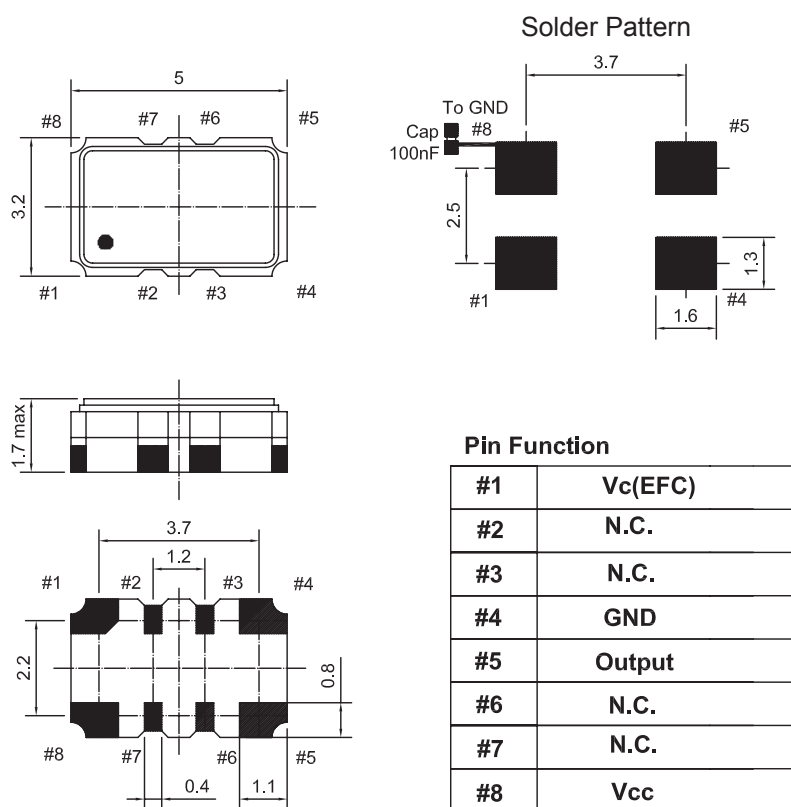 Solder Pattern
5
#8
#7
#6
#5
3.2
#1
#2
#3
#4
3.7
To GND
#8
#5
Cap
100nF
2.5
#1
1.3
#4
1.6
1.7 max
3.7
1.2
#1
#2
#3
#4
2.2
0.8
#8
#7
#6
#5
0.4
1.1
Pin Function
#1 Vc(EFC)
#2 N.C.
#3 N.C.
#4 GND
#5 Output
#6 N.C.
#7 N.C.
#8 Vcc